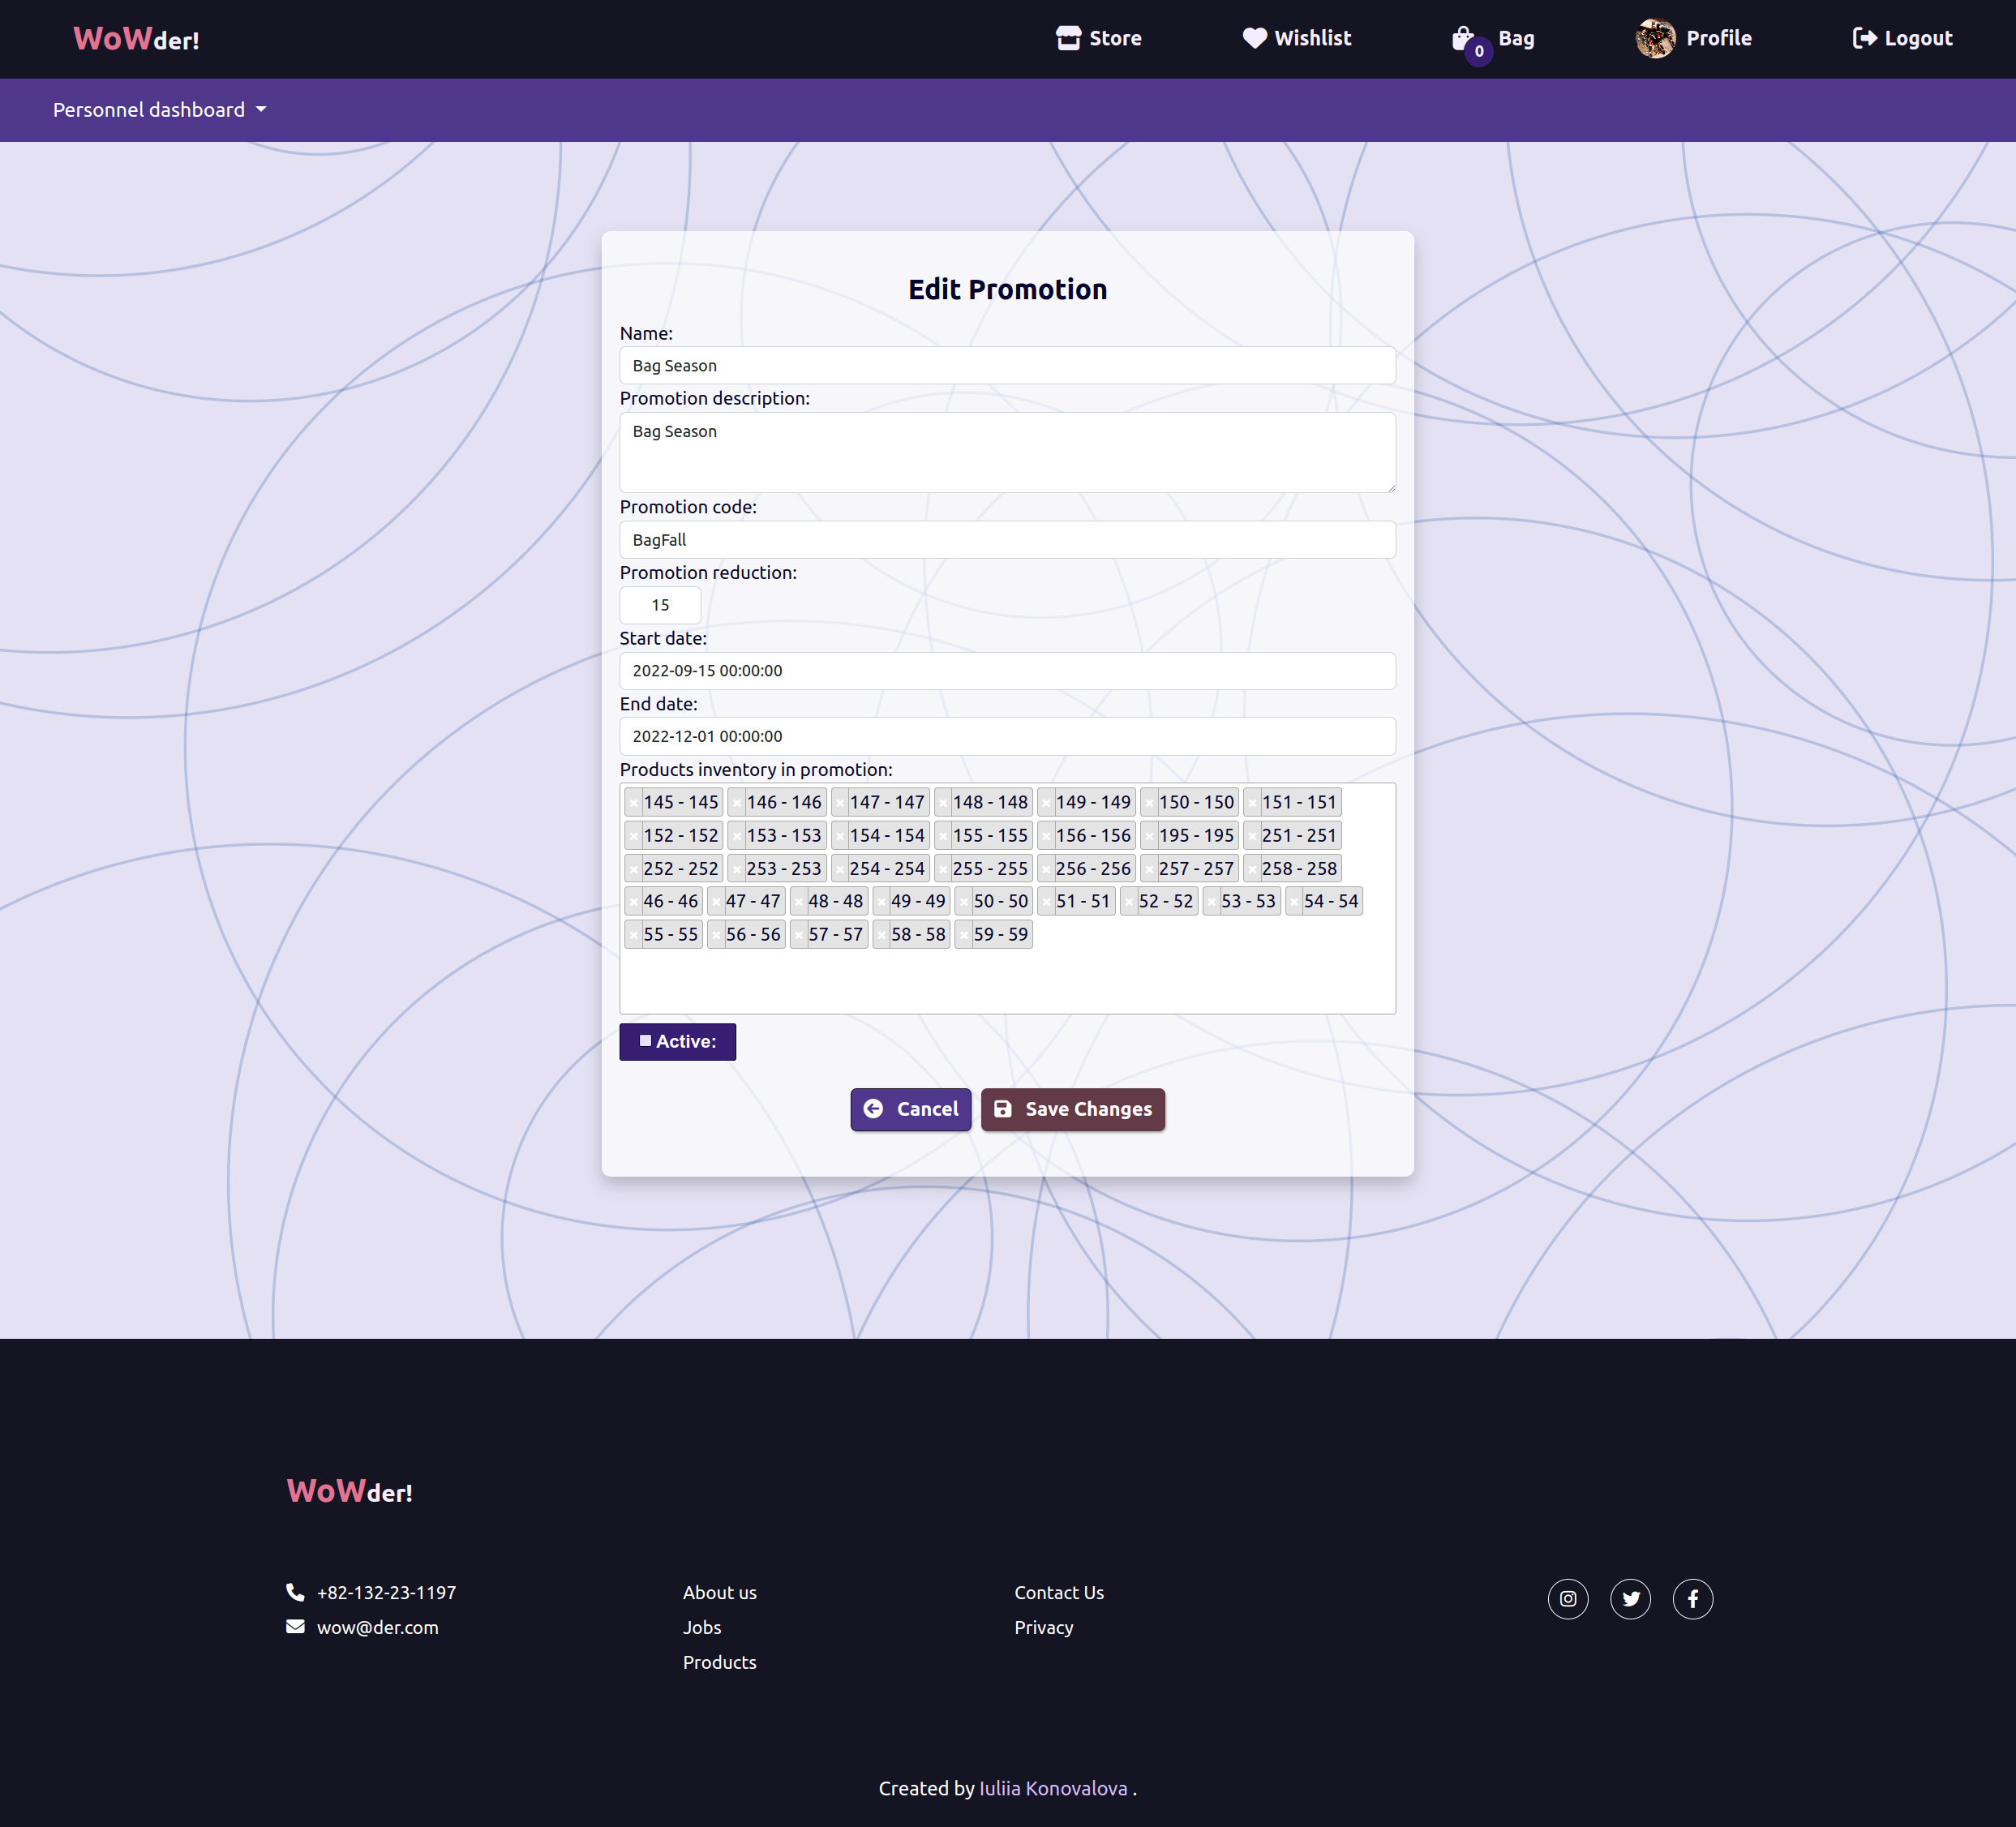 WoWder! Store Wishlist 0 Bag Profile Logout
Personnel dashboard
Edit Promotion
Name:
Bag Season
Promotion description:
Bag Season
Promotion code:
BagFall
Promotion reduction:
15
Start date:
2022-09-15 00:00:00
End date:
2022-12-01 00:00:00
Products inventory in promotion:
× 145 - 145 × 146 - 146 × 147 - 147 × 148 - 148 × 149 - 149 × 150 - 150 × 151 - 151
× 152 - 152 × 153 - 153 × 154 - 154 × 155 - 155 × 156 - 156 × 195 - 195 × 251 - 251
× 252 - 252 × 253 - 253 × 254 - 254 × 255 - 255 × 256 - 256 × 257 - 257 × 258 - 258
× 46 - 46 × 47 - 47 × 48 - 48 × 49 - 49 × 50 - 50 × 51 - 51 × 52 - 52 × 53 - 53 × 54 - 54
× 55 - 55 × 56 - 56 × 57 - 57 × 58 - 58 × 59 - 59
Active:
Cancel Save Changes
WoWder!
+82-132-23-1197
wow@der.com
About us
Jobs
Products
Contact Us
Privacy
Created by Iuliia Konovalova .